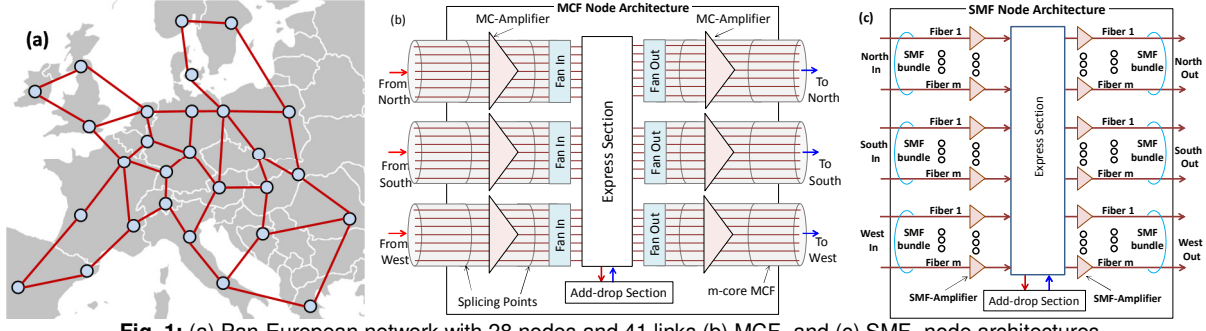 (a)
(b)
MCF Node Architecture
MC-Amplifier
MC-Amplifier
From
North
Fan In
Express Section
Fan Out
To
North
From
South
Fan In
Fan Out
To
South
From
West
Fan In
Fan Out
To
West
Splicing Points
Add-drop Section
m-core MCF
(c)
SMF Node Architecture
Fiber 1
North
In
SMF
bundle
Fiber m
Express Section
Fiber 1
SMF
bundle
North
Out
Fiber m
Fiber 1
South
In
SMF
bundle
Fiber m
Fiber 1
SMF
bundle
South
Out
Fiber m
Fiber 1
West
In
SMF
bundle
Fiber m
Fiber 1
SMF
bundle
West
Out
Fiber m
SMF-Amplifier
Add-drop Section
SMF-Amplifier
Fig. 1: (a) Pan European network with 28 nodes and 41 links (b) MCF, and (c) SMF, node architectures